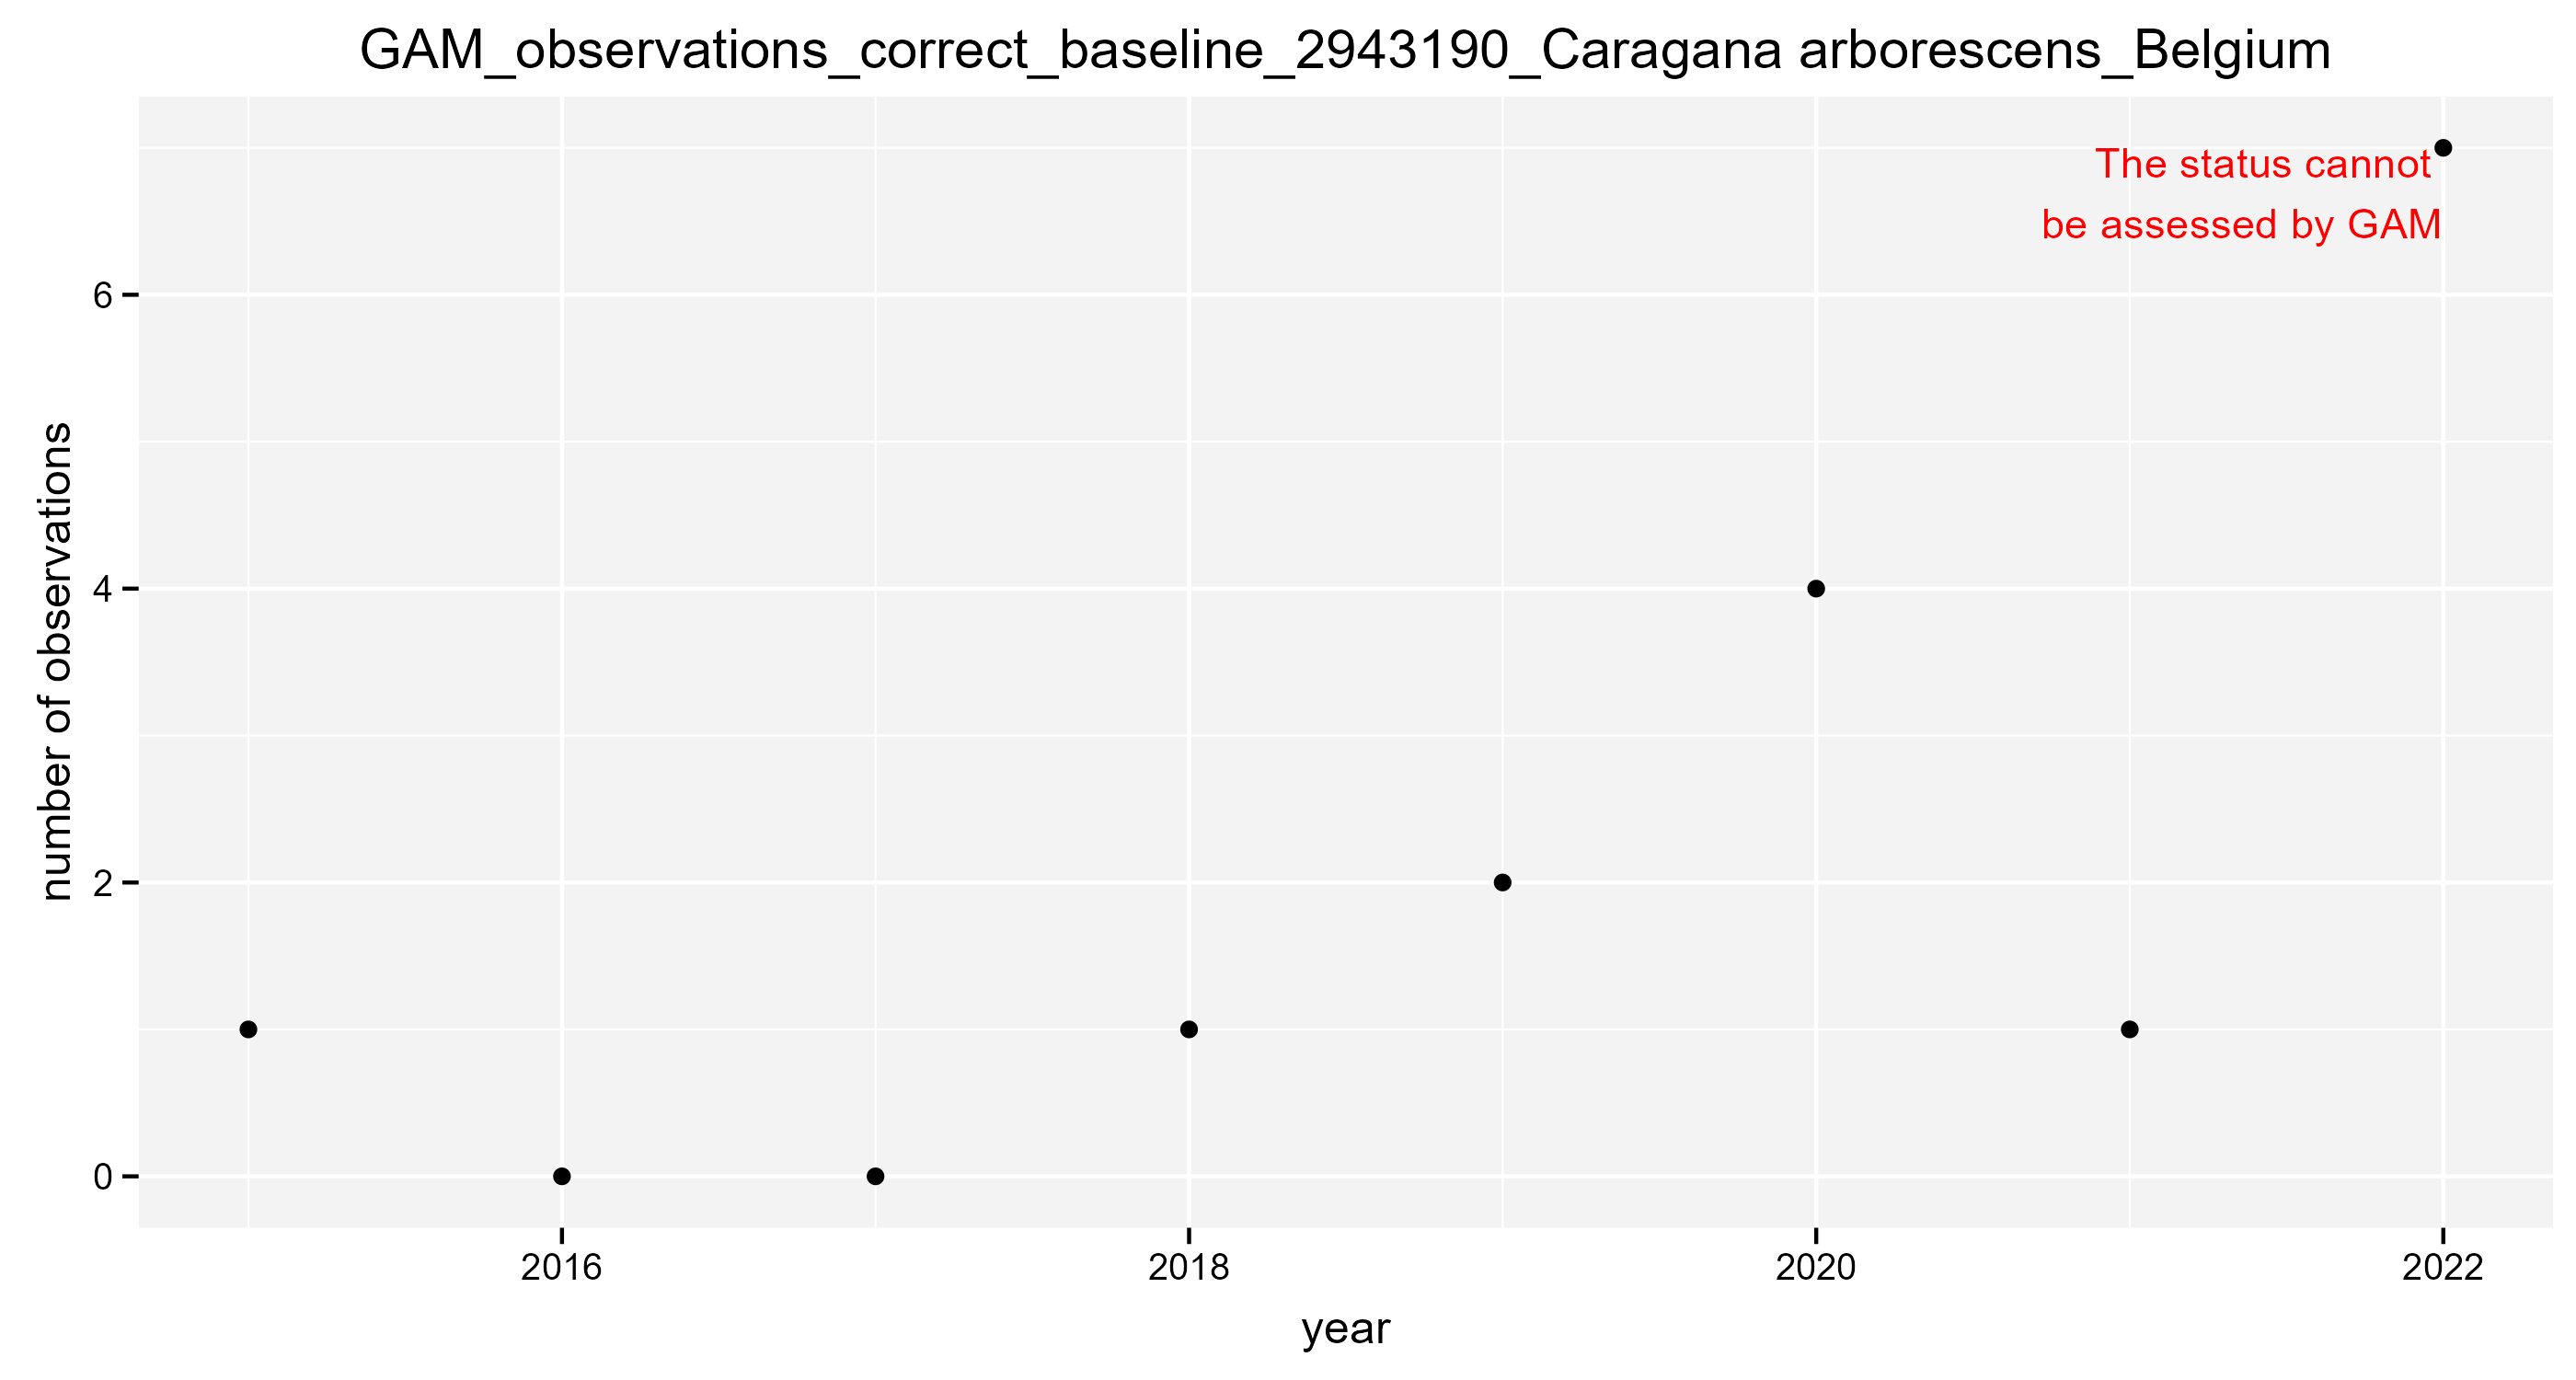 GAM_observations_correct_baseline_2943190_Caragana arborescens_Belgium
The status cannot
be assessed by GAM
number of observations
6
4
2
0
2016
2018
2020
2022
year